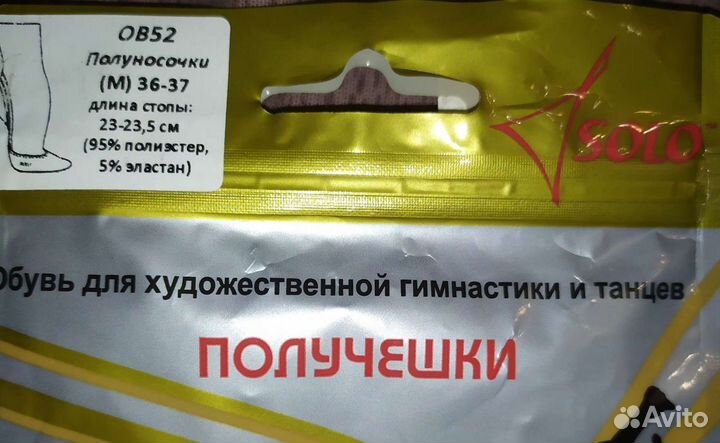 OB52
Полуносочки
(M) 36-37
длина стопы:
23-23,5 см
(95% полиэстер,
5% эластан)
SOLO
Обувь для художественной гимнастики и танцев
ПОЛУЧЕШКИ
Avito